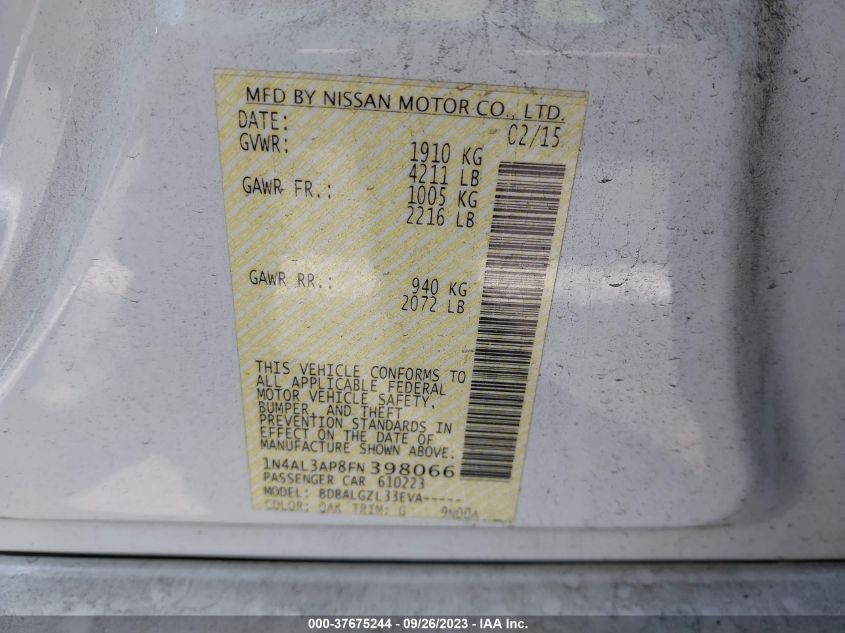 MFD BY NISSAN MOTOR CO., LTD.
DATE: 02/15
GVWR: 1910 KG
4211 LB
GAWR FR.: 1005 KG
2216 LB
GAWR RR.: 940 KG
2072 LB
THIS VEHICLE CONFORMS TO
ALL APPLICABLE FEDERAL
MOTOR VEHICLE SAFETY,
BUMPER, AND THEFT
PREVENTION STANDARDS IN
EFFECT ON THE DATE OF
MANUFACTURE SHOWN ABOVE.
1N4AL3AP8FN398066
PASSENGER CAR 610223
MODEL: BDBALGZL33EVA-----
COLOR: QAK TRIM: G 9N00A
000-37675244 - 09/26/2023 - IAA Inc.